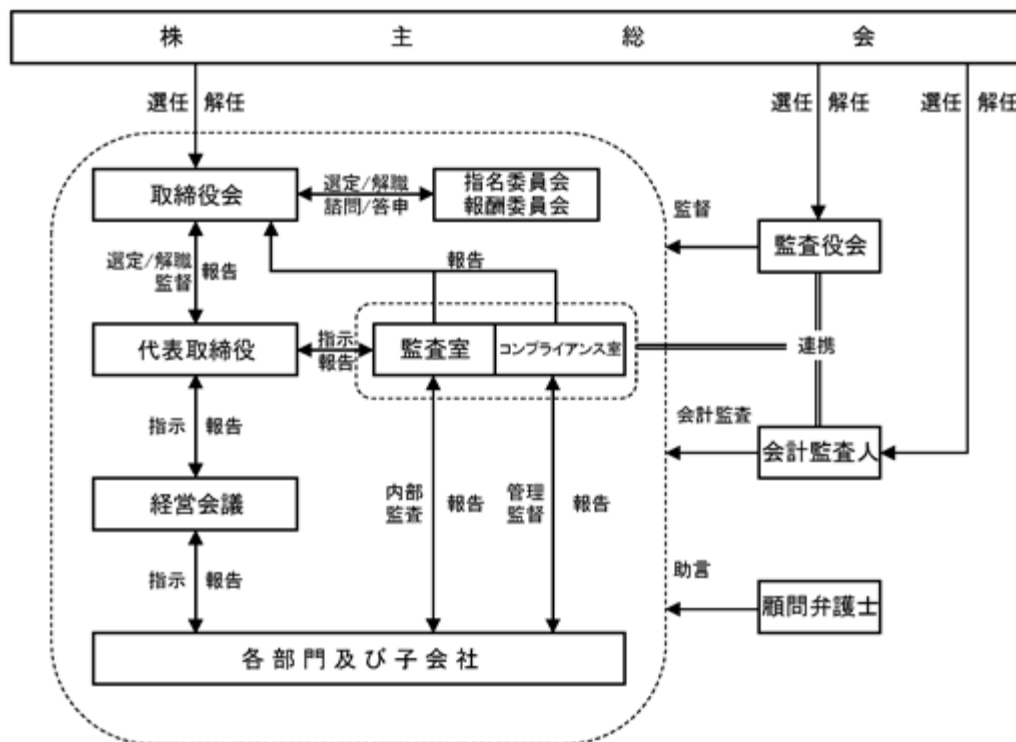 株主総会
選任 解任
選任 解任
選任 解任
取締役会
選定/解職
諮問/答申
指名委員会
報酬委員会
監督
監査役会
選定/解職
監督
報告
報告
代表取締役
指示
報告
監査室
コンプライアンス室
連携
指示 報告
会計監査
会計監査人
経営会議
内部
監査
報告
管理
監督
報告
指示 報告
助言
顧問弁護士
各部門及び子会社